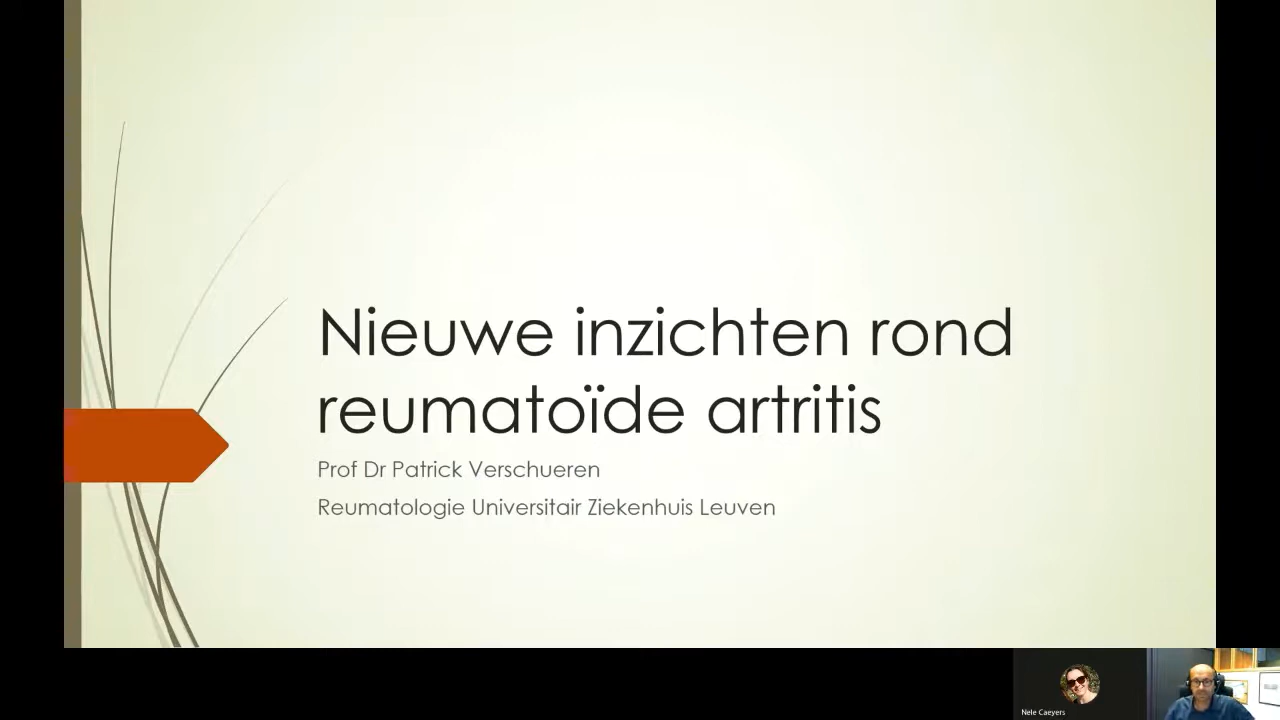 Nieuwe inzichten rond
reumatoïde artritis
Prof Dr Patrick Verschueren
Reumatologie Universitair Ziekenhuis Leuven
Nele Caeyers